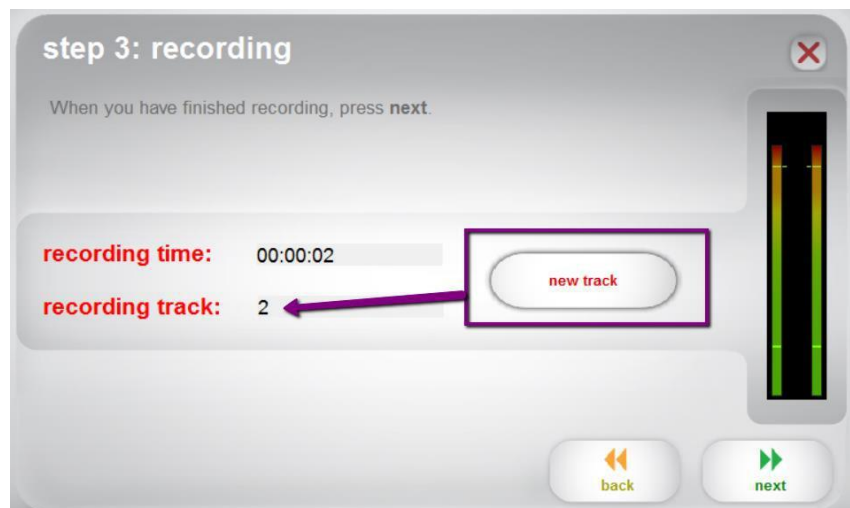 step 3: recording
When you have finished recording, press next.
recording time: 00:00:02
new track
recording track: 2
back
next